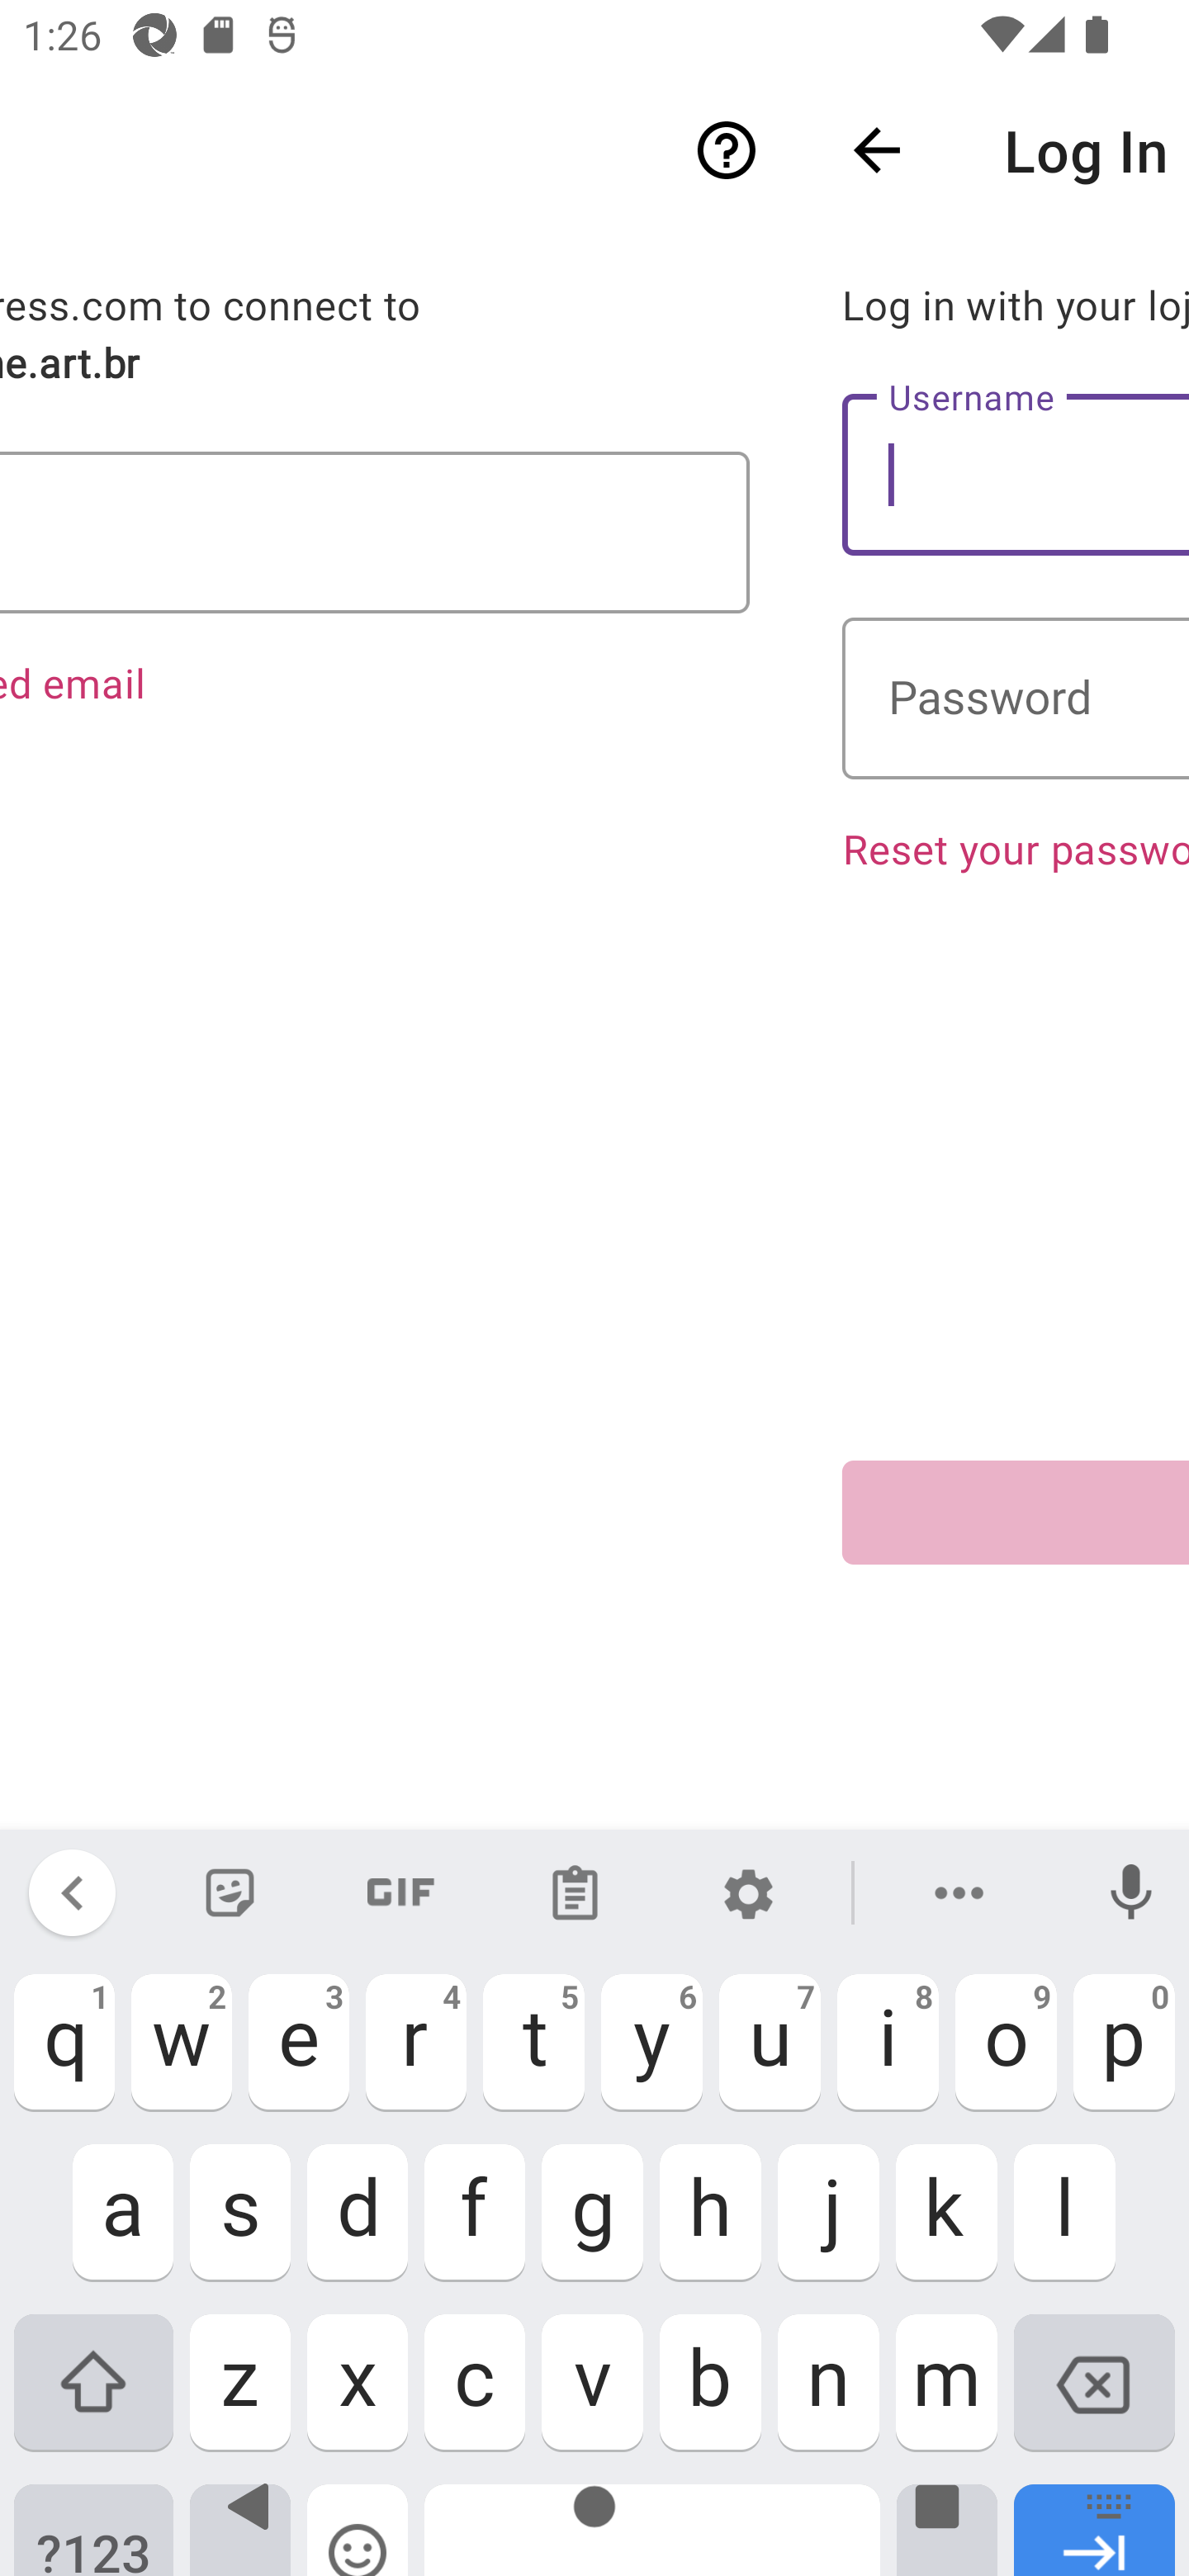 1:26
Log In
ress.com to connect to
ne.art.br
ed email
Log in with your loj
Username
Password
Reset your passwo
GIF
q 1 w 2 e 3 r 4 t 5 y 6 u 7 i 8 o 9 p 0
a s d f g h j k l
z x c v b n m
?123